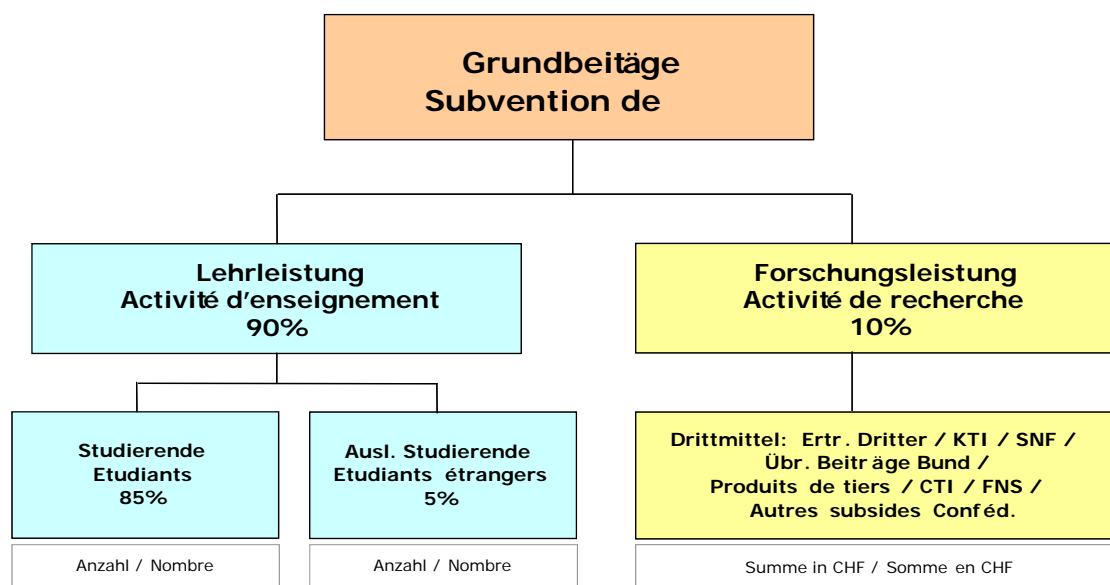 Grundbeitäge
Subvention de
Lehrleistung
Activité d'enseignement
90%
Forschungsleistung
Activité de recherche
10%
Studierende
Etudiants
85%
Ausl. Studierende
Etudiants étrangers
5%
Drittmittel: Ertr. Dritter / KTI / SNF /
Übr. Beiträge Bund /
Produits de tiers / CTI / FNS /
Autres subsides Conféd.
Anzahl / Nombre
Anzahl / Nombre
Summe in CHF / Somme en CHF